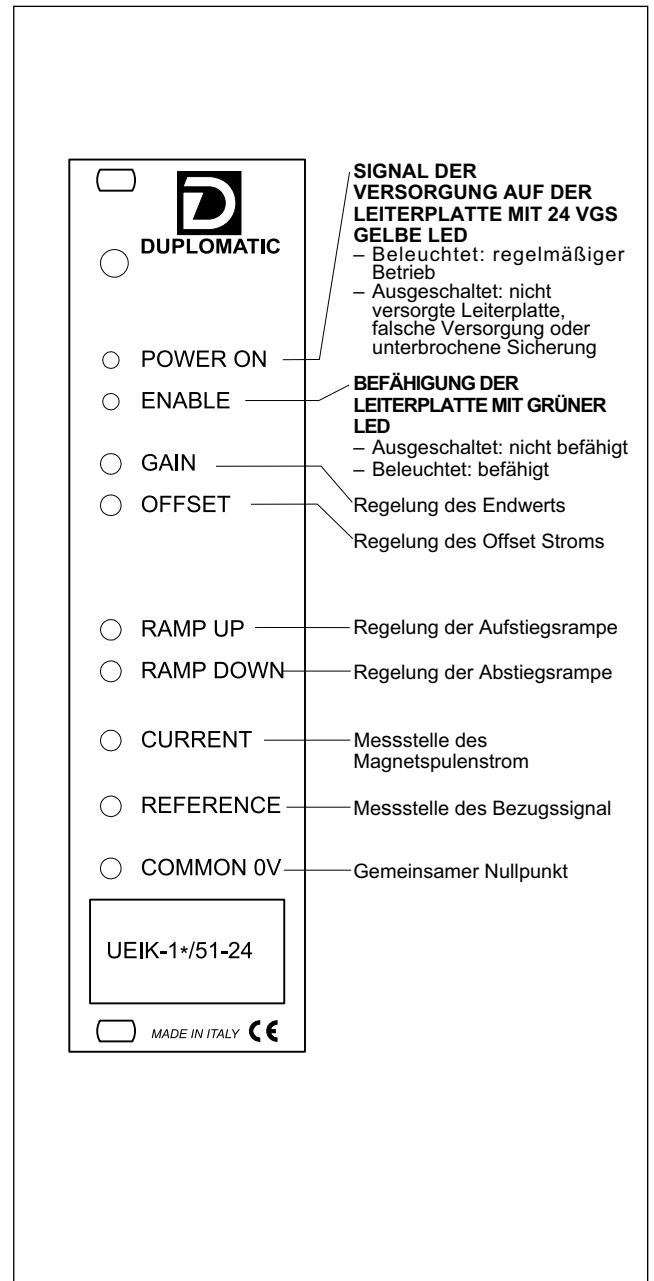 DUPLOMATIC
POWER ON
ENABLE
GAIN
OFFSET
RAMP UP
RAMP DOWN
CURRENT
REFERENCE
COMMON 0V
UEIK-1*/51-24
MADE IN ITALY CE
SIGNAL DER
VERSORGUNG AUF DER
LEITERPLATTE MIT 24 VGS
GELBE LED
– Beleuchtet: regelmäßiger
Betrieb
– Ausgeschaltet: nicht
versorgte Leiterplatte,
falsche Versorgung oder
unterbrochene Sicherung
BEFÄHIGUNG DER
LEITERPLATTE MIT GRÜNER
LED
– Ausgeschaltet: nicht befähigt
– Beleuchtet: befähigt
Regelung des Endwerts
Regelung des Offset Stroms
Regelung der Aufstiegsrampe
Regelung der Abstiegsrampe
Messstelle des
Magnetspulenstrom
Messstelle des Bezugssignal
Gemeinsamer Nullpunkt